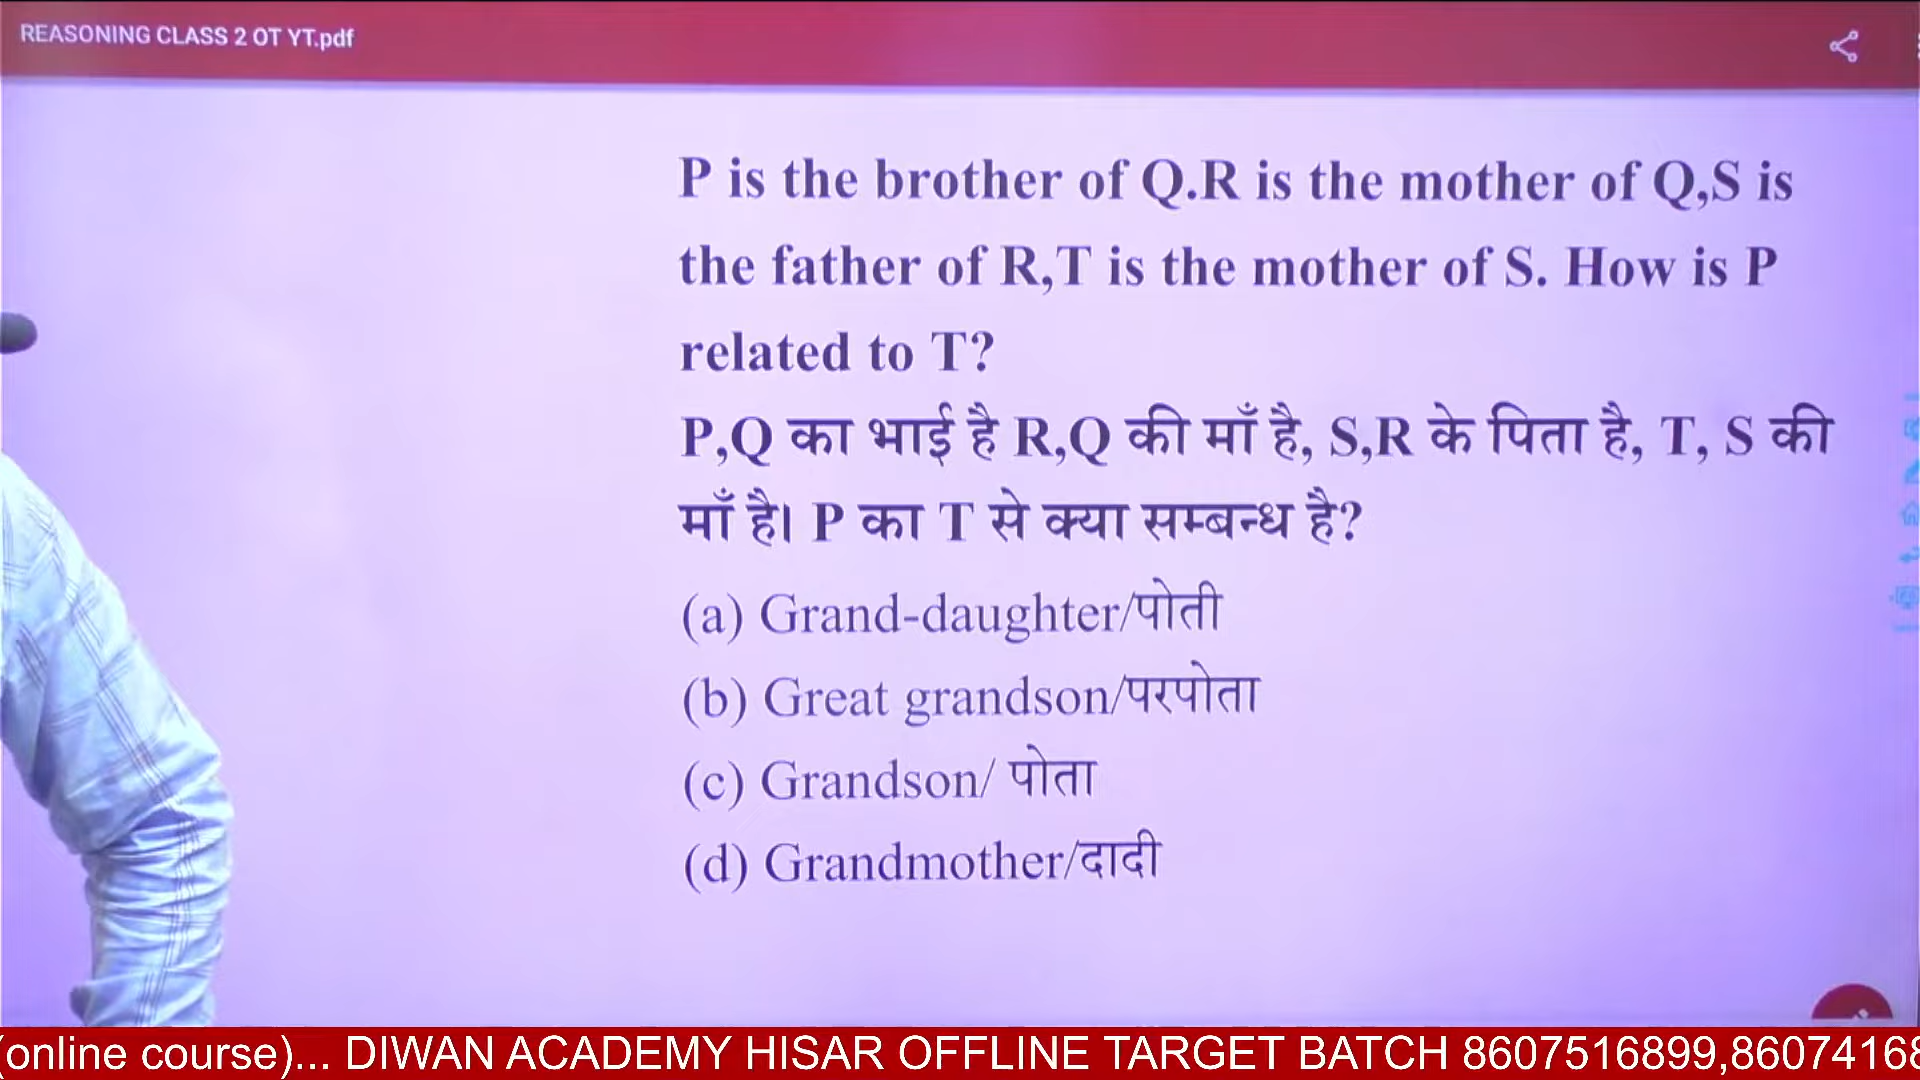 REASONING CLASS 2 OT YT.pdf
P is the brother of Q.R is the mother of Q,S is
the father of R,T is the mother of S. How is P
related to T?
P,Q का भाई है R,Q की माँ है, S,R के पिता है, T, S की
माँ है। P का T से क्या सम्बन्ध है?
(a) Grand-daughter/पोती
(b) Great grandson/परपोता
(c) Grandson/ पोता
(d) Grandmother/दादी
(online course)... DIWAN ACADEMY HISAR OFFLINE TARGET BATCH 8607516899,8607416